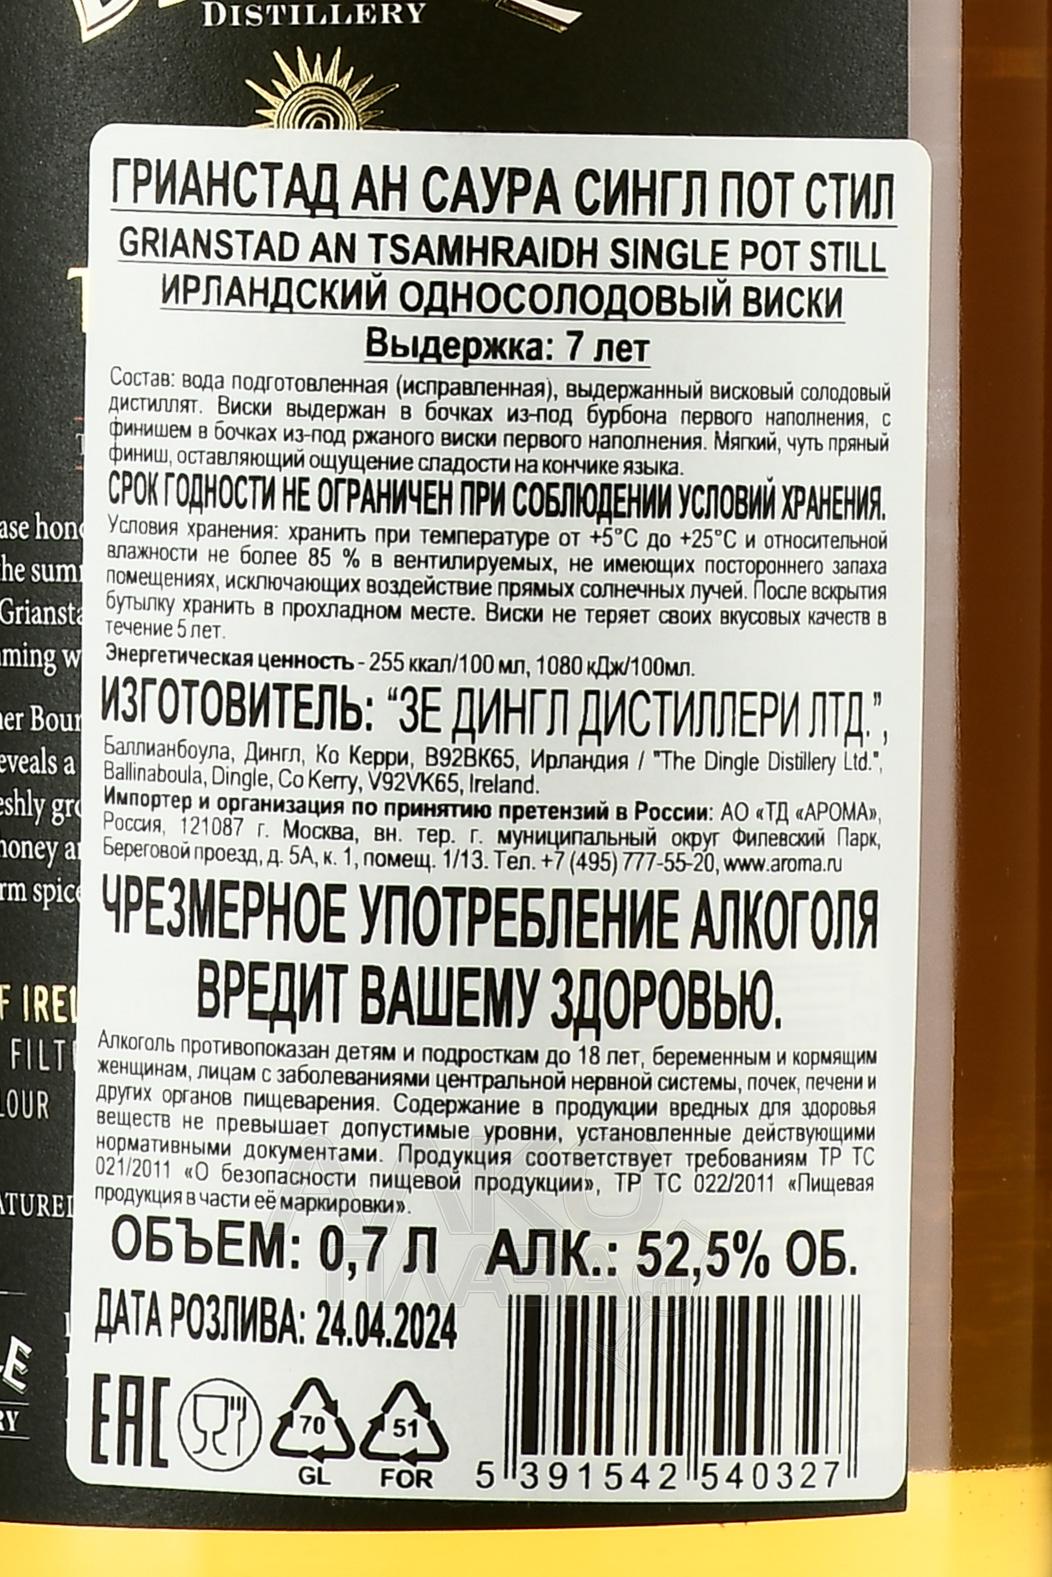 DISTILLERY
ГРИАНСТАД АН САУРА СИНГЛ ПОТ СТИЛ
GRIANSTAD AN TSAMHRAIDH SINGLE POT STILL
ИРЛАНДСКИЙ ОДНОСОЛОДОВЫЙ ВИСКИ
Выдержка: 7 лет
Состав: вода подготовленная (исправленная), выдержанный висковый солодовый
дистиллят. Виски выдержан в бочках из-под бурбона первого наполнения, с
финишем в бочках из-под ржаного виски первого наполнения. Мягкий, чуть пряный
финиш, оставляющий ощущение сладости на кончике языка.
СРОК ГОДНОСТИ НЕ ОГРАНИЧЕН ПРИ СОБЛЮДЕНИИ УСЛОВИЙ ХРАНЕНИЯ.
Условия хранения: хранить при температуре от +5°С до +25°С и относительной
влажности не более 85 % в вентилируемых, не имеющих постороннего запаха
помещениях, исключающих воздействие прямых солнечных лучей. После вскрытия
бутылку хранить в прохладном месте. Виски не теряет своих вкусовых качеств в
течение 5 лет.
Энергетическая ценность - 255 ккал/100 мл, 1080 кДж/100мл.
ИЗГОТОВИТЕЛЬ: “ЗЕ ДИНГЛ ДИСТИЛЛЕРИ ЛТД.”,
Баллианбоула, Дингл, Ко Керри, В92ВК65, Ирландия / "The Dingle Distillery Ltd.",
Ballinaboula, Dingle, Co Kerry, V92VK65, Ireland.
Импортер и организация по принятию претензий в России: АО «ТД «АРОМА»,
Россия, 121087 г. Москва, вн. тер. г. муниципальный округ Филевский Парк,
Береговой проезд, д. 5А, к. 1, помещ. 1/13. Тел. +7 (495) 777-55-20, www.aroma.ru
ЧРЕЗМЕРНОЕ УПОТРЕБЛЕНИЕ АЛКОГОЛЯ
ВРЕДИТ ВАШЕМУ ЗДОРОВЬЮ.
Алкоголь противопоказан детям и подросткам до 18 лет, беременным и кормящим
женщинам, лицам с заболеваниями центральной нервной системы, почек, печени и
других органов пищеварения. Содержание в продукции вредных для здоровья
веществ не превышает допустимые уровни, установленные действующими
нормативными документами. Продукция соответствует требованиям ТР ТС
021/2011 «О безопасности пищевой продукции», ТР ТС 022/2011 «Пищевая
продукция в части её маркировки».
ОБЪЕМ: 0,7 Л АЛК.: 52,5% ОБ.
ДАТА РОЗЛИВА: 24.04.2024
EAC
70
GL
51
FOR
5 391542 540327